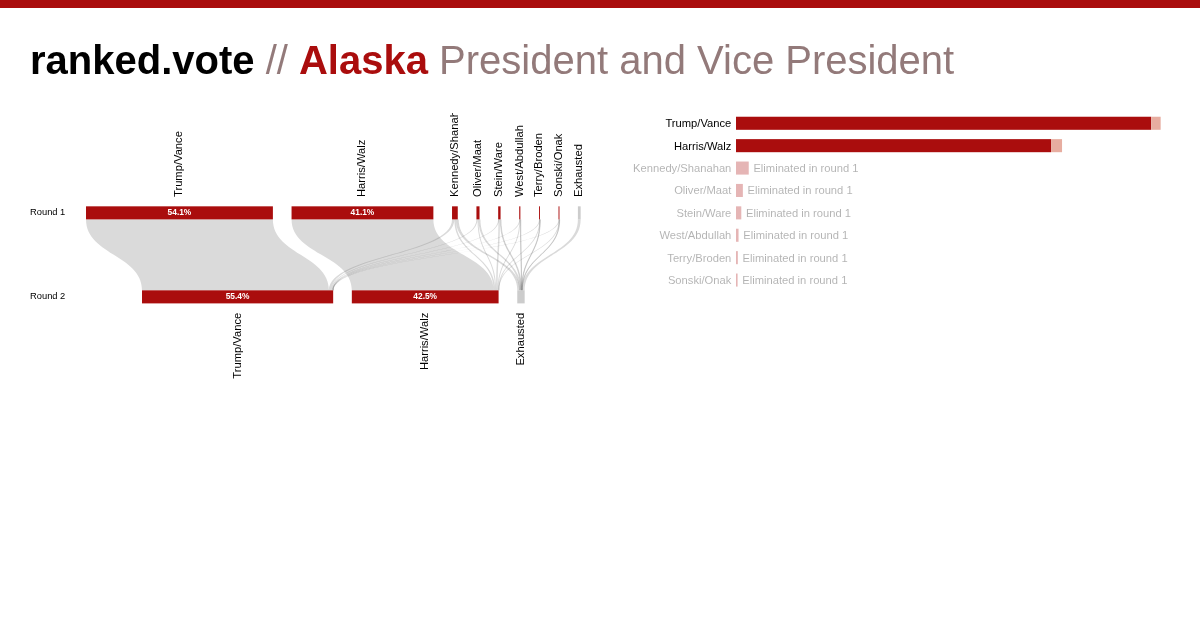 ranked.vote // Alaska President and Vice President
Trump/Vance
Harris/Walz
Kennedy/Shanah
Oliver/Maat
Stein/Ware
West/Abdullah
Terry/Broden
Sonski/Onak
Exhausted
Round 1
54.1%
41.1%
Round 2
55.4%
42.5%
Trump/Vance
Harris/Walz
Exhausted
Trump/Vance
Harris/Walz
Kennedy/Shanahan Eliminated in round 1
Oliver/Maat Eliminated in round 1
Stein/Ware Eliminated in round 1
West/Abdullah Eliminated in round 1
Terry/Broden Eliminated in round 1
Sonski/Onak Eliminated in round 1